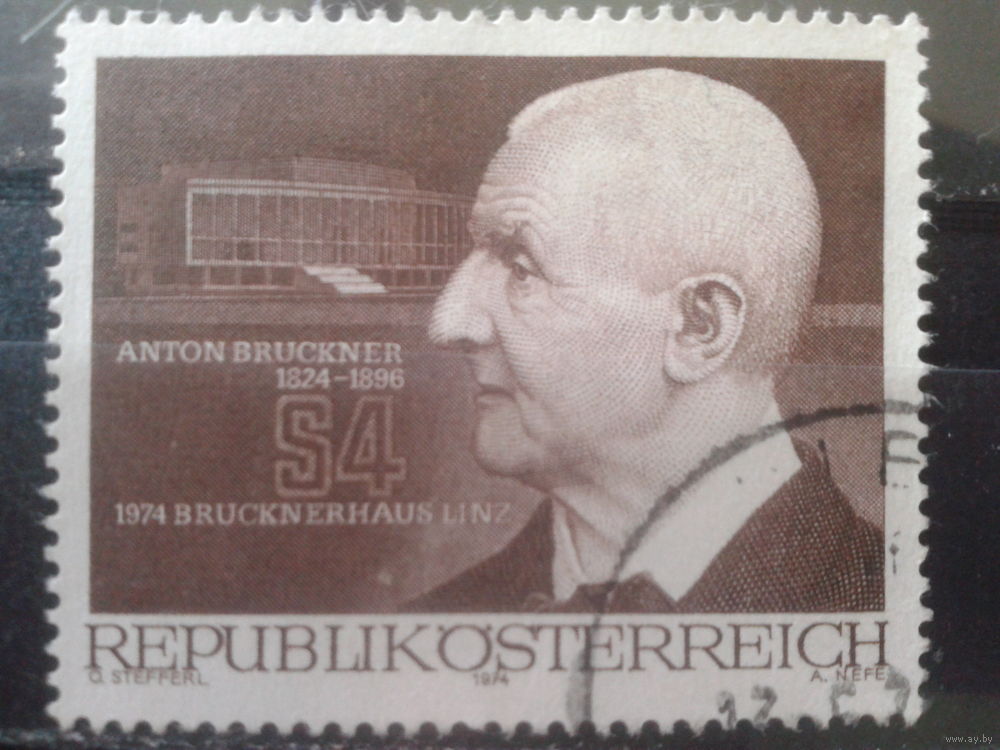 ANTON BRUCKNER
1824-1896
S4
1974 BRUCKNERHAUS LINZ
REPUBLIK ÖSTERREICH
O. STEFFERL 1974 A. NEFE
www.ay.by